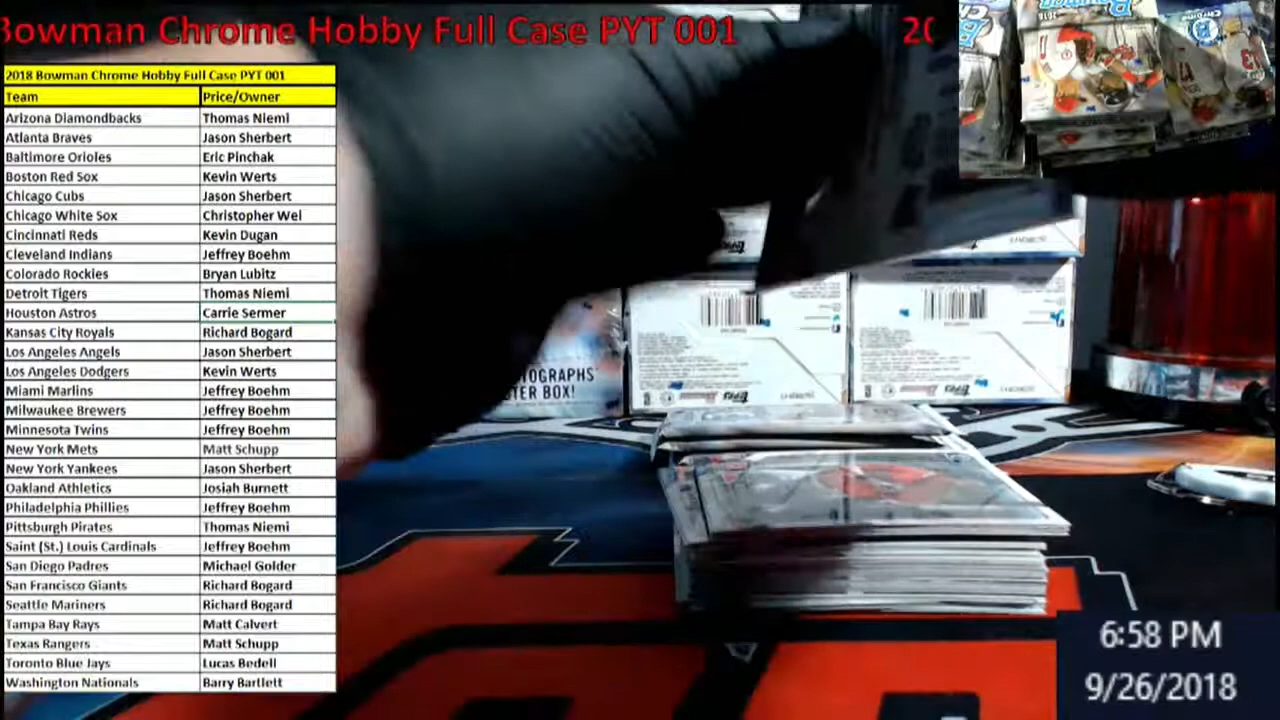 Bowman Chrome Hobby Full Case PYT 001
20
2018 Bowman Chrome Hobby Full Case PYT 001
Team Price/Owner
Arizona Diamondbacks Thomas Niemi
Atlanta Braves Jason Sherbert
Baltimore Orioles Eric Pinchak
Boston Red Sox Kevin Werts
Chicago Cubs Jason Sherbert
Chicago White Sox Christopher Wel
Cincinnati Reds Kevin Dugan
Cleveland Indians Jeffrey Boehm
Colorado Rockies Bryan Lubitz
Detroit Tigers Thomas Niemi
Houston Astros Carrie Sermer
Kansas City Royals Richard Bogard
Los Angeles Angels Jason Sherbert
Los Angeles Dodgers Kevin Werts
Miami Marlins Jeffrey Boehm
Milwaukee Brewers Jeffrey Boehm
Minnesota Twins Jeffrey Boehm
New York Mets Matt Schupp
New York Yankees Jason Sherbert
Oakland Athletics Josiah Burnett
Philadelphia Phillies Jeffrey Boehm
Pittsburgh Pirates Thomas Niemi
Saint (St.) Louis Cardinals Jeffrey Boehm
San Diego Padres Michael Golder
San Francisco Giants Richard Bogard
Seattle Mariners Richard Bogard
Tampa Bay Rays Matt Calvert
Texas Rangers Matt Schupp
Toronto Blue Jays Lucas Bedell
Washington Nationals Barry Bartlett
TOGRAPHS
TER BOX!
Topps
Topps
6:58 PM
9/26/2018